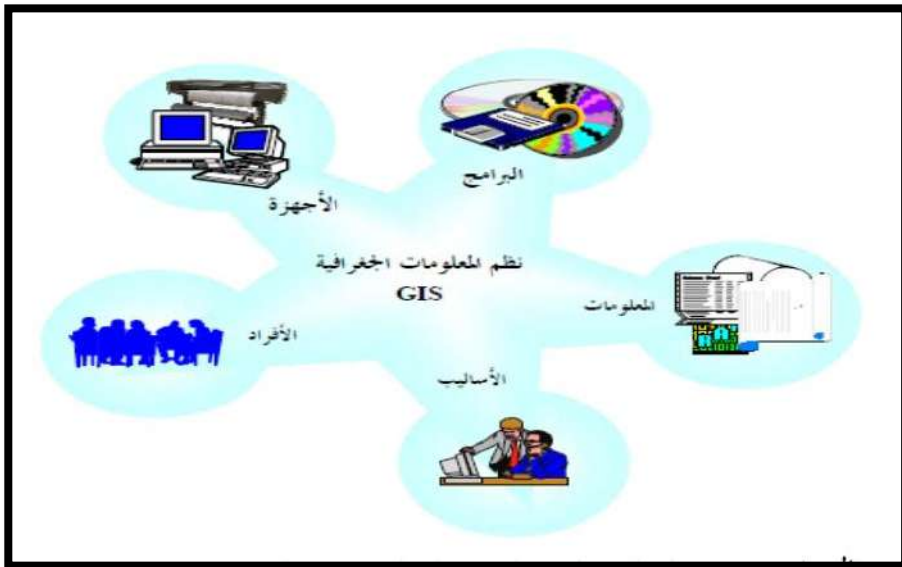 البرامج
الأجهزة
نظم المعلومات الجغرافية
GIS
المعلومات
الأفراد
الأساليب